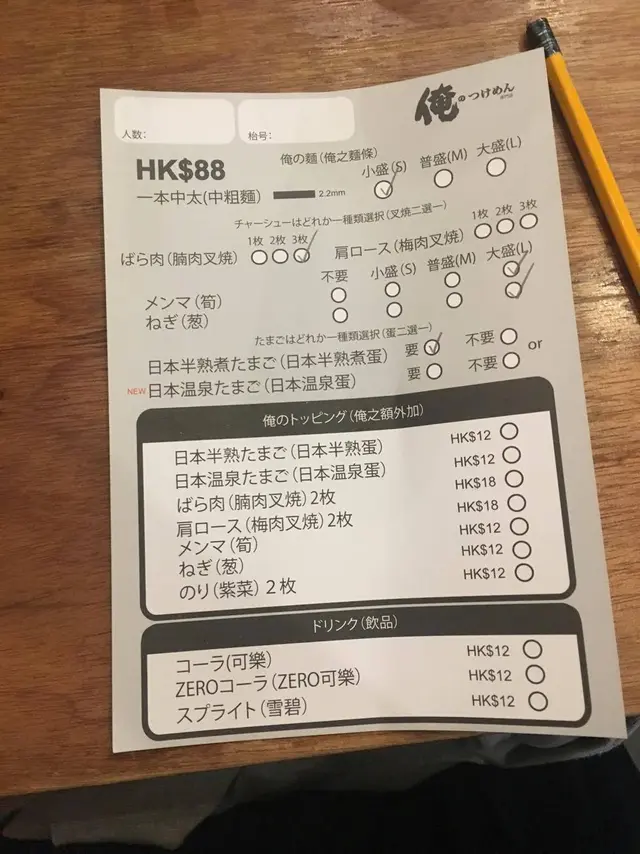 人数:
枱号:
俺のつけめん
HK$88
俺の麵(俺之麵條)
小盛(S) 普盛(M) 大盛(L)
一本中太(中粗麵) 2.2mm
チャーシューはどれか一種類選択(叉焼二選一)
ばら肉(腩肉叉焼) 1枚 2枚 3枚 肩ロース(梅肉叉焼) 1枚 2枚 3枚
不要 小盛(S) 普盛(M) 大盛(L)
メンマ(筍)
ねぎ(葱)
たまごはどれか一種類選択(蛋二選一)
日本半熟煮たまご(日本半熟煮蛋) 要 不要 or
NEW 日本温泉たまご(日本温泉蛋) 要 不要
俺のトッピング(俺之額外加)
日本半熟たまご(日本半熟蛋) HK$12
日本温泉たまご(日本温泉蛋) HK$12
ばら肉(腩肉叉焼)2枚 HK$18
肩ロース(梅肉叉焼)2枚 HK$18
メンマ(筍) HK$12
ねぎ(葱) HK$12
のり(紫菜)2枚 HK$12
ドリンク(飲品)
コーラ(可樂) HK$12
ZEROコーラ(ZERO可樂) HK$12
スプライト(雪碧) HK$12